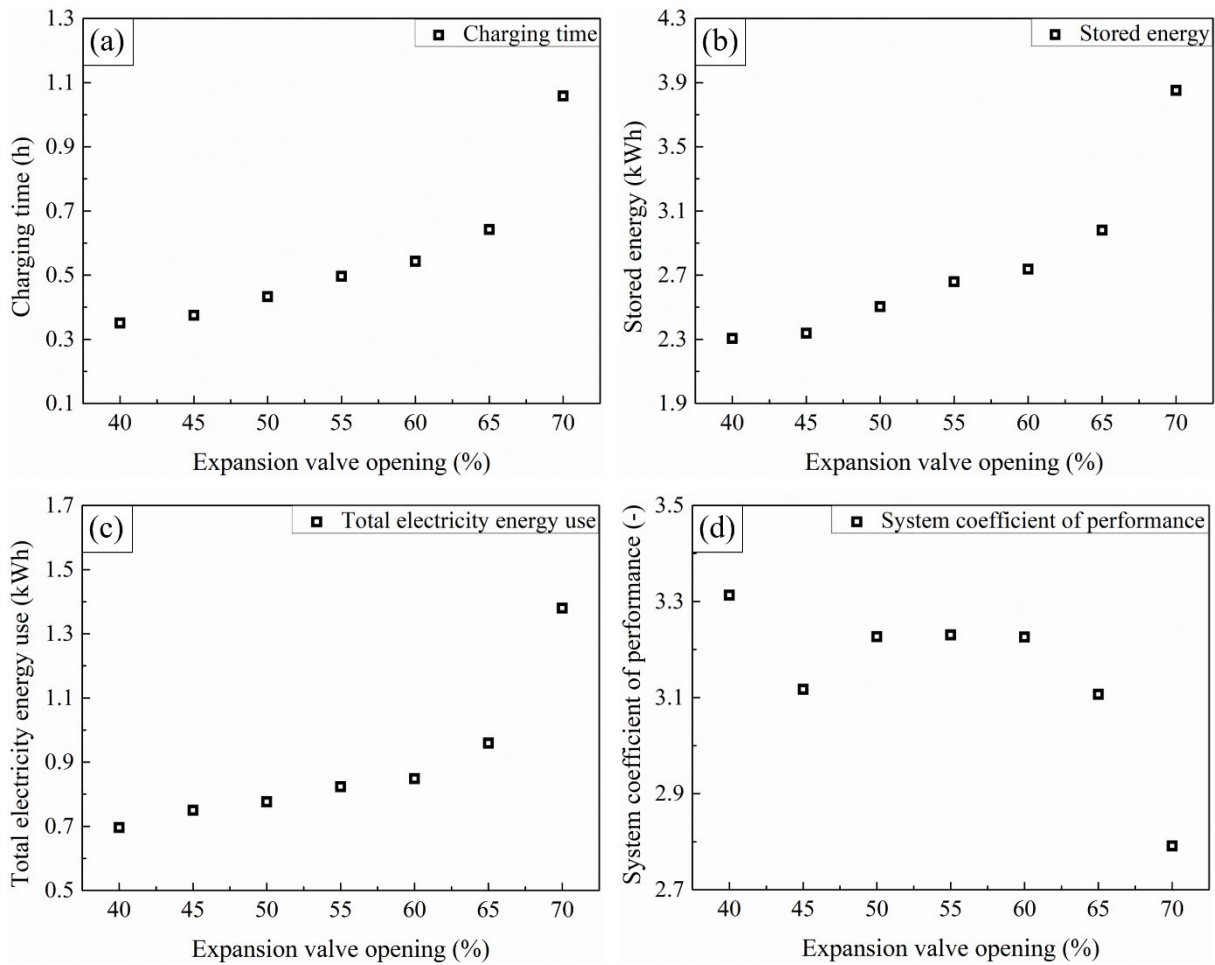 (a)
Charging time
1.3
1.1
0.9
0.7
0.5
0.3
0.1
Charging time (h)
40 45 50 55 60 65 70
Expansion valve opening (%)
(b)
Stored energy
4.3
3.9
3.5
3.1
2.7
2.3
1.9
Stored energy (kWh)
40 45 50 55 60 65 70
Expansion valve opening (%)
(c)
Total electricity energy use
1.7
1.5
1.3
1.1
0.9
0.7
0.5
Total electricity energy use (kWh)
40 45 50 55 60 65 70
Expansion valve opening (%)
(d)
System coefficient of performance
3.5
3.3
3.1
2.9
2.7
System coefficient of performance (-)
40 45 50 55 60 65 70
Expansion valve opening (%)